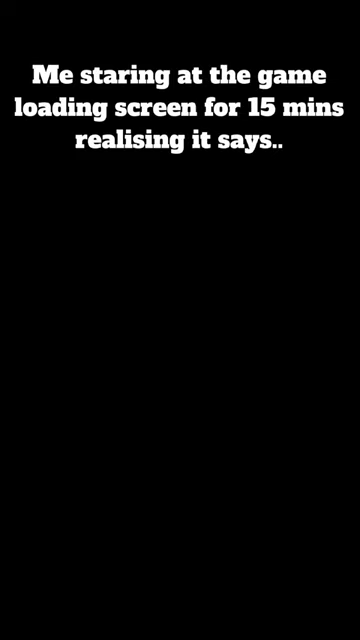 Me staring at the game
loading screen for 15 mins
realising it says..